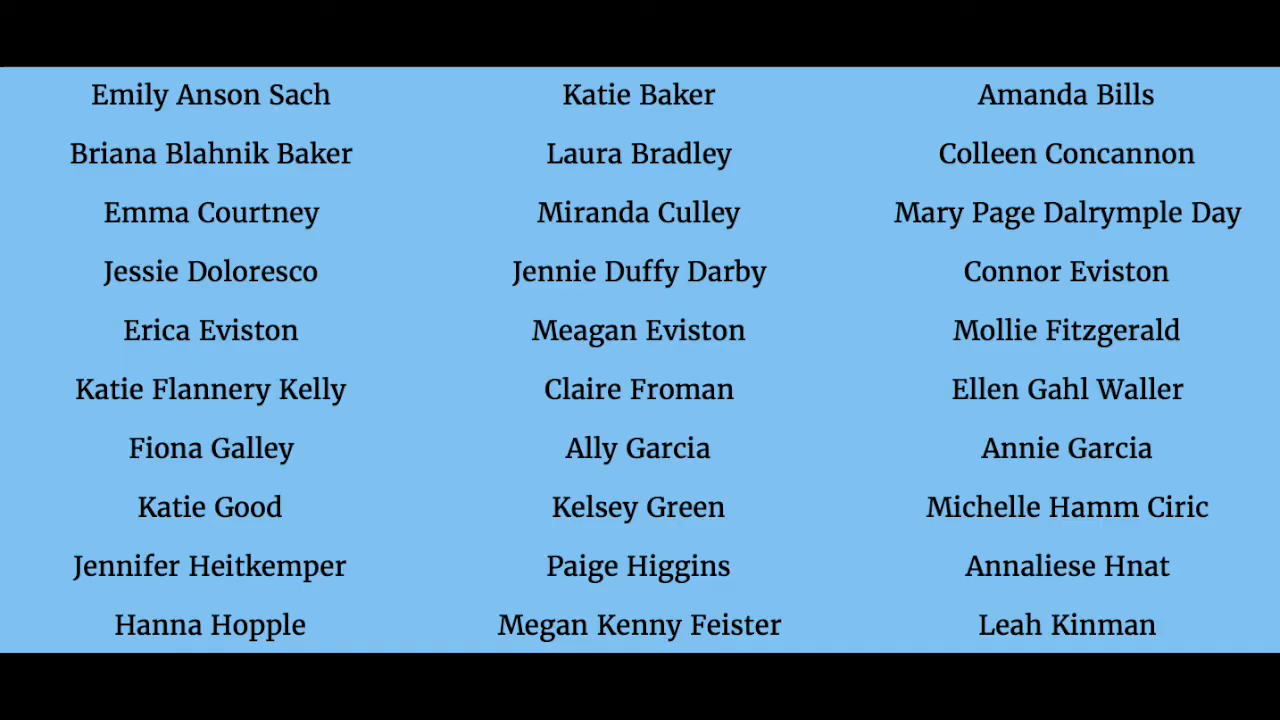 Emily Anson Sach Katie Baker Amanda Bills
Briana Blahnik Baker Laura Bradley Colleen Concannon
Emma Courtney Miranda Culley Mary Page Dalrymple Day
Jessie Doloresco Jennie Duffy Darby Connor Eviston
Erica Eviston Meagan Eviston Mollie Fitzgerald
Katie Flannery Kelly Claire Froman Ellen Gahl Waller
Fiona Galley Ally Garcia Annie Garcia
Katie Good Kelsey Green Michelle Hamm Ciric
Jennifer Heitkemper Paige Higgins Annaliese Hnat
Hanna Hopple Megan Kenny Feister Leah Kinman